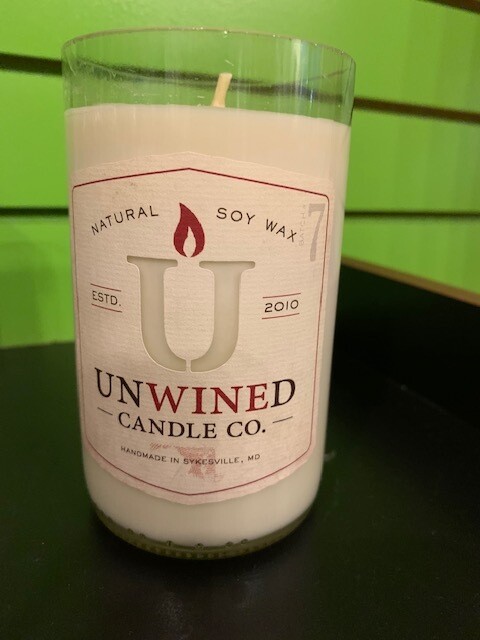 NATURAL SOY WAX
7
U
ESTD. 2010
UNWINED
CANDLE CO.
HANDMADE IN SYKESVILLE, MD